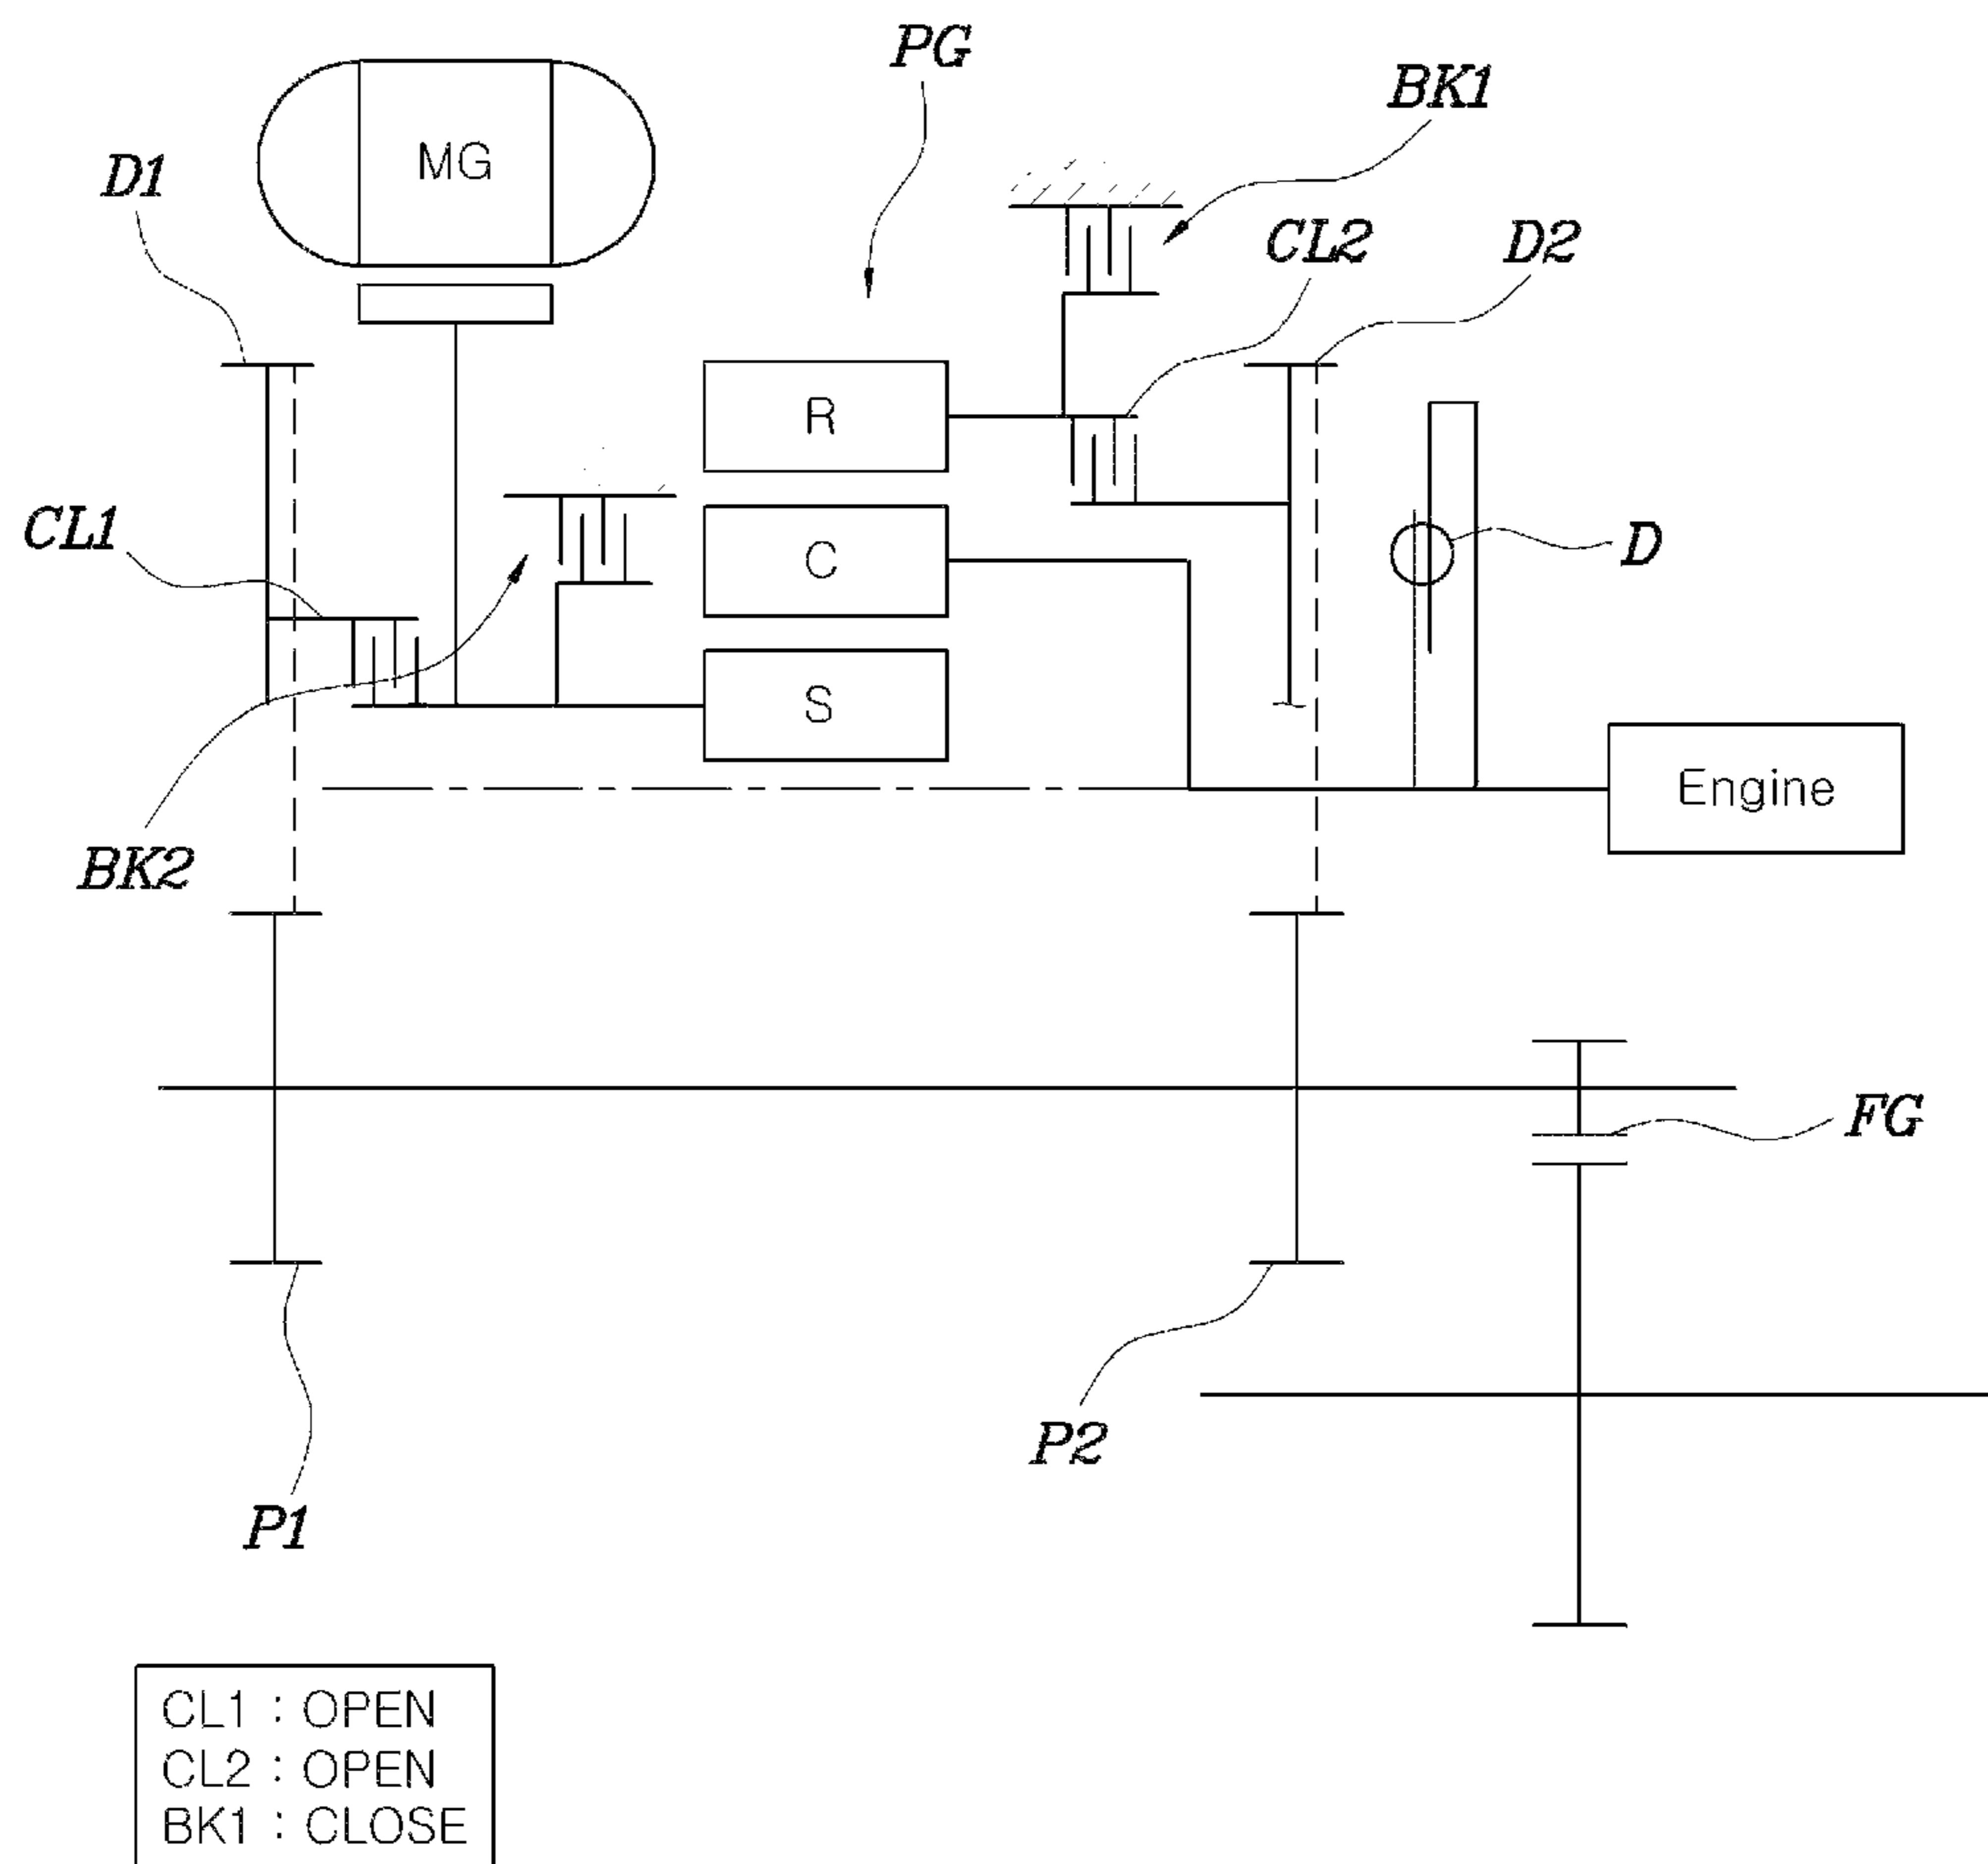 PG
BK1
MG
D1
CL2
D2
R
CL1
C
D
S
Engine
BK2
FG
P2
P1
CL1 : OPEN
CL2 : OPEN
BK1 : CLOSE